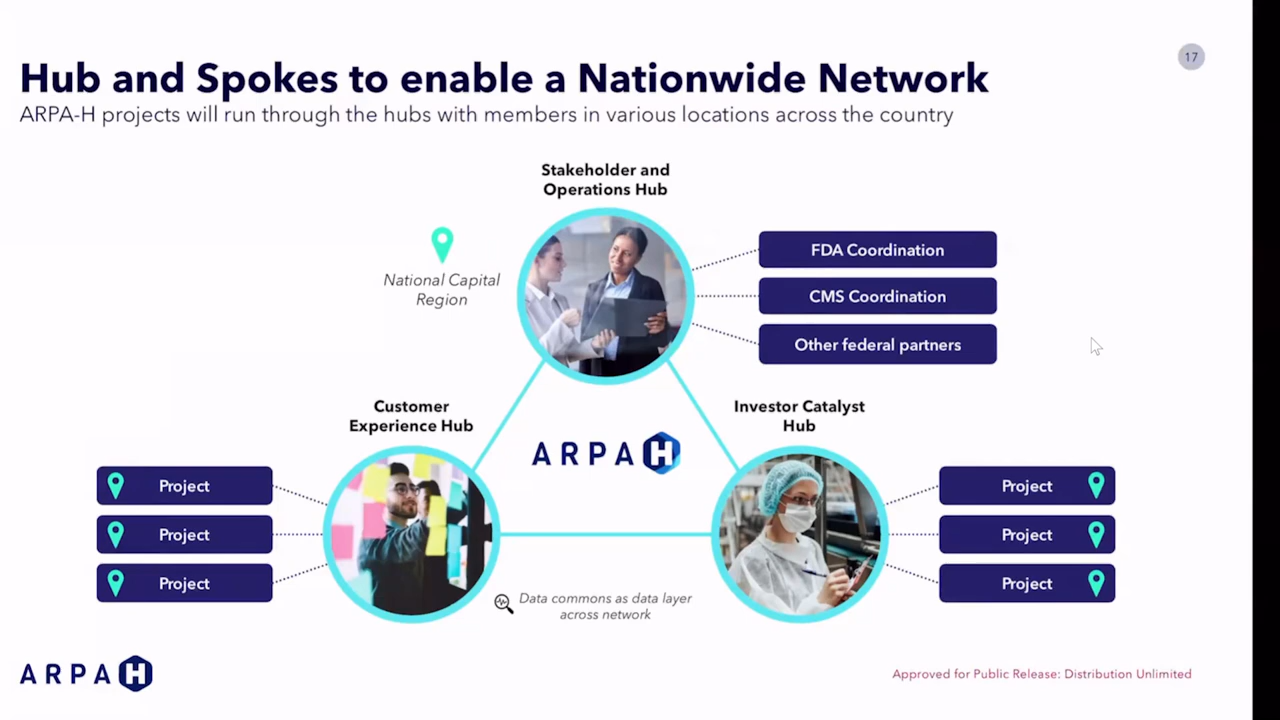 17
Hub and Spokes to enable a Nationwide Network
ARPA-H projects will run through the hubs with members in various locations across the country
Stakeholder and
Operations Hub
National Capital
Region
FDA Coordination
CMS Coordination
Other federal partners
Customer
Experience Hub
Investor Catalyst
Hub
ARPA H
Project
Project
Project
Project
Project
Project
Data commons as data layer
across network
ARPA H
Approved for Public Release: Distribution Unlimited